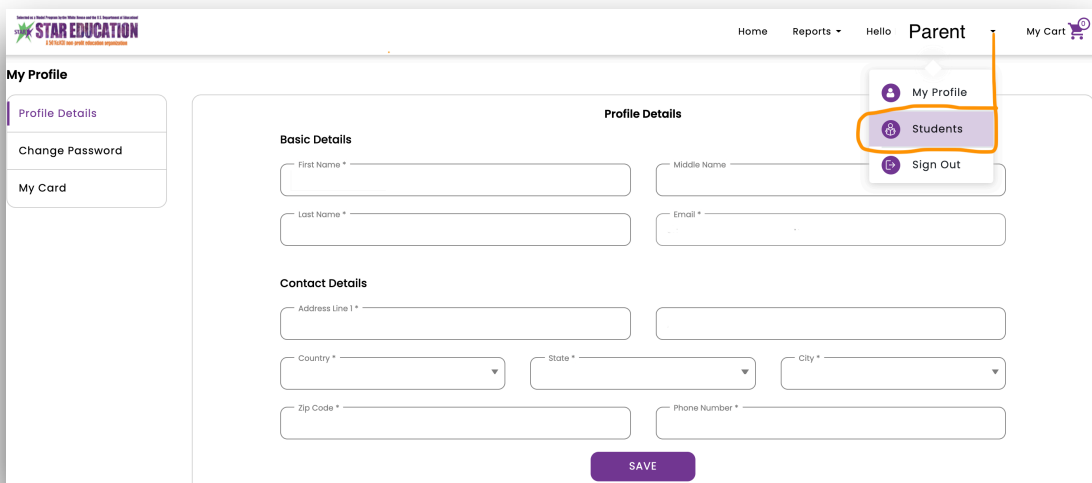 Selected as a Model Program by the White House and the U.S. Department of Education!
STAR EDUCATION
A 501(c)(3) non-profit education organization
Home Reports Hello Parent My Cart 0
My Profile
My Profile
Students
Sign Out
Profile Details
Change Password
My Card
Profile Details
Basic Details
First Name *
Middle Name
Last Name *
Email *
Contact Details
Address Line 1 *
Country *
State *
City *
Zip Code *
Phone Number *
SAVE